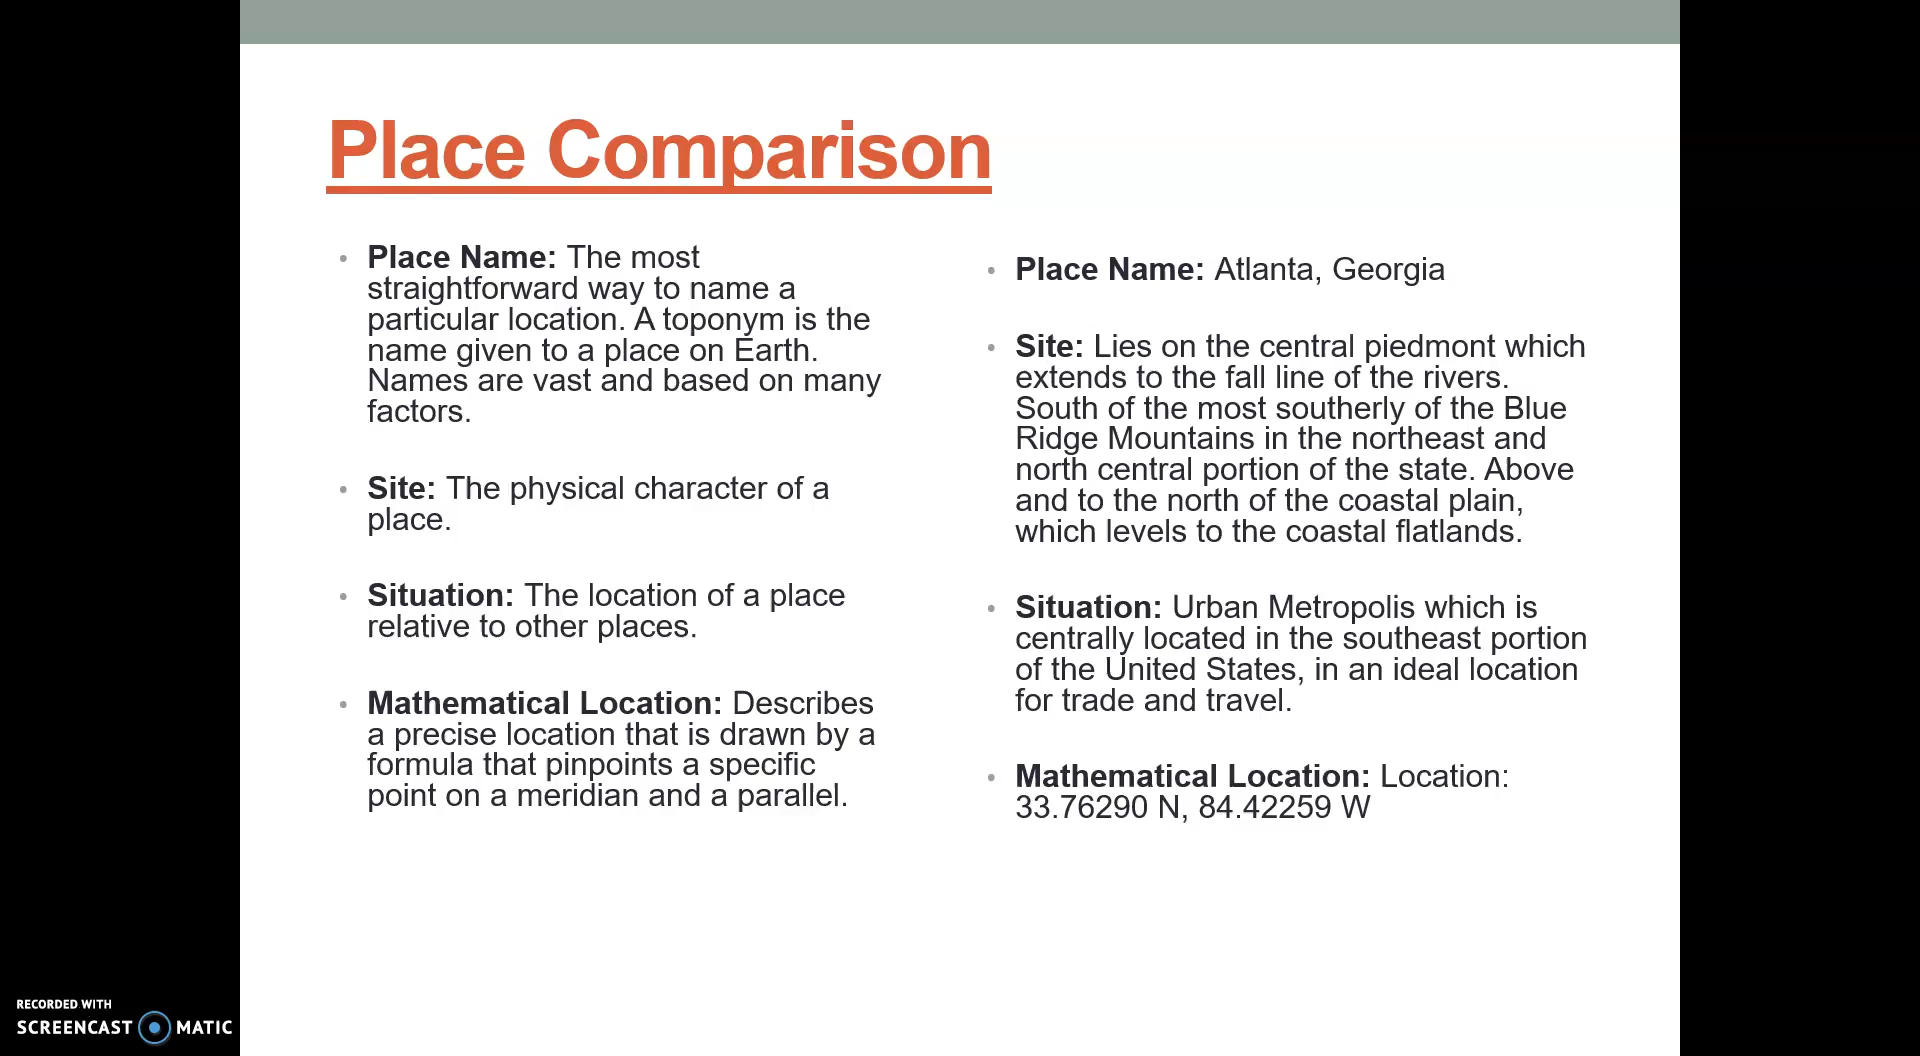 Place Comparison
• Place Name: The most
straightforward way to name a
particular location. A toponym is the
name given to a place on Earth.
Names are vast and based on many
factors.
• Site: The physical character of a
place.
• Situation: The location of a place
relative to other places.
• Mathematical Location: Describes
a precise location that is drawn by a
formula that pinpoints a specific
point on a meridian and a parallel.
• Place Name: Atlanta, Georgia
• Site: Lies on the central piedmont which
extends to the fall line of the rivers.
South of the most southerly of the Blue
Ridge Mountains in the northeast and
north central portion of the state. Above
and to the north of the coastal plain,
which levels to the coastal flatlands.
• Situation: Urban Metropolis which is
centrally located in the southeast portion
of the United States, in an ideal location
for trade and travel.
• Mathematical Location: Location:
33.76290 N, 84.42259 W
RECORDED WITH
SCREENCAST MATIC